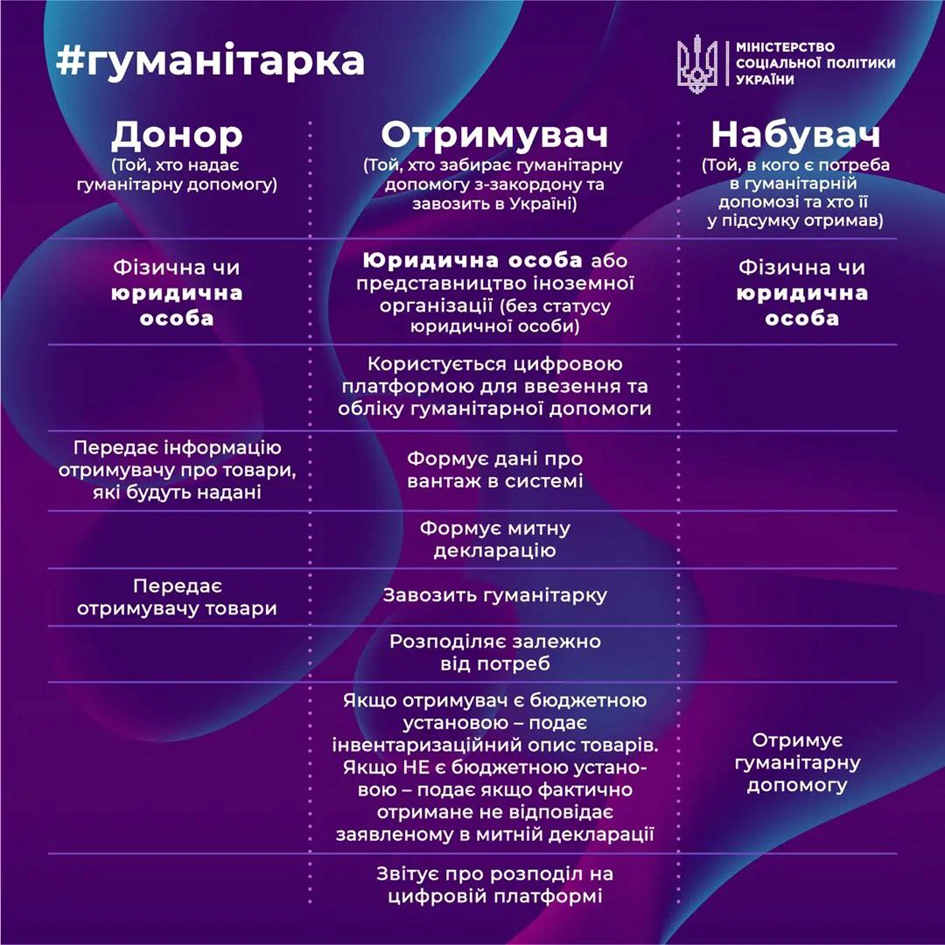 #гуманітарка
МІНІСТЕРСТВО
СОЦІАЛЬНОЇ ПОЛІТИКИ
УКРАЇНИ
Донор
(Той, хто надає
гуманітарну допомогу)
Отримувач
(Той, хто забирає гуманітарну
допомогу з-закордону та
завозить в Україні)
Набувач
(Той, в кого є потреба
в гуманітарній
допомозі та хто її
у підсумку отримав)
Фізична чи
юридична
особа
Юридична особа або
представництво іноземної
організації (без статусу
юридичної особи)
Фізична чи
юридична
особа
Користується цифровою
платформою для ввезення та
обліку гуманітарної допомоги
Передає інформацію
отримувачу про товари,
які будуть надані
Формує дані про
вантаж в системі
Формує митну
декларацію
Передає
отримувачу товари
Завозить гуманітарку
Розподіляє залежно
від потреб
Якщо отримувач є бюджетною
установою – подає
інвентаризаційний опис товарів.
Якщо НЕ є бюджетною устано-
вою – подає якщо фактично
отримане не відповідає
заявленому в митній декларації
Отримує
гуманітарну
допомогу
Звітує про розподіл на
цифровій платформі